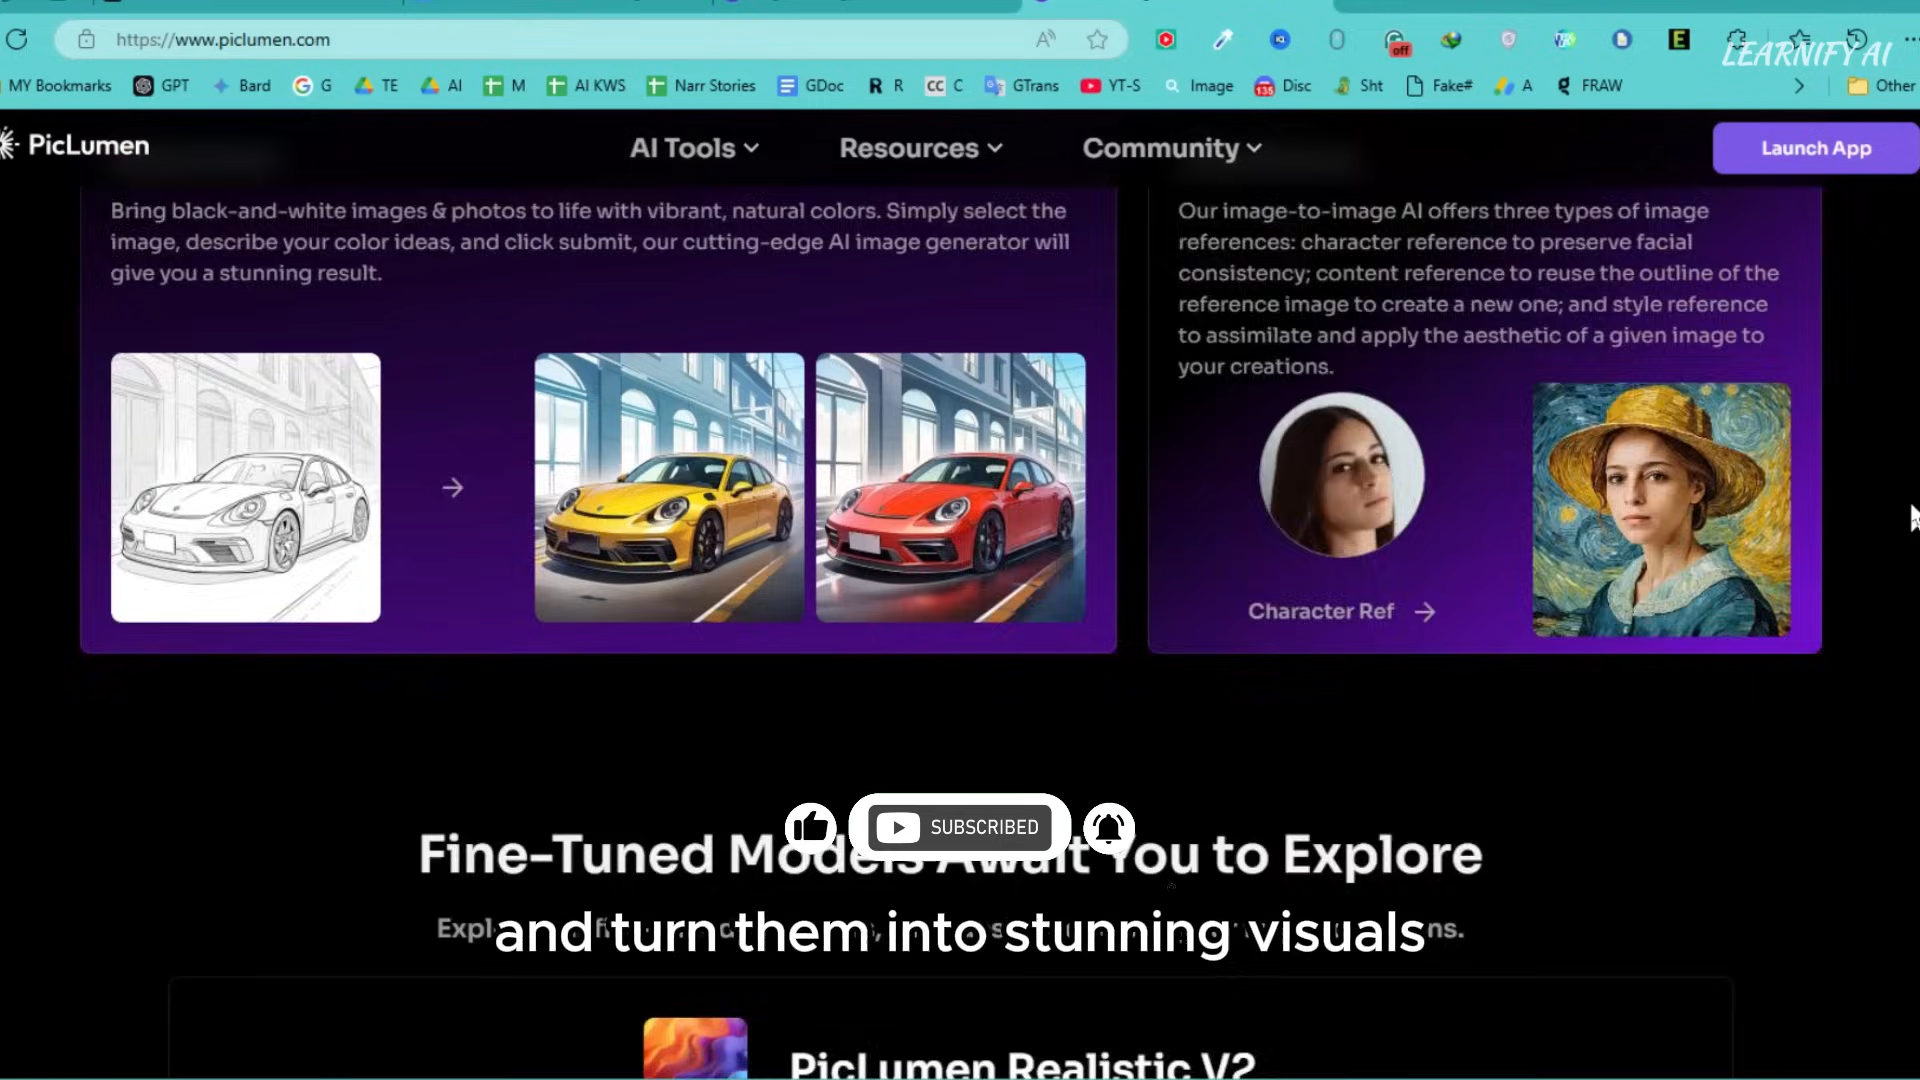 https://www.piclumen.com
off
LEARNIFY AI
MY Bookmarks GPT Bard G TE AI M AI KWS Narr Stories GDoc R C GTrans YT-S Image 135 Disc Sht Fake# A FRAW Other
PicLumen
AI Tools Resources Community Launch App
Bring black-and-white images & photos to life with vibrant, natural colors. Simply select the
image, describe your color ideas, and click submit, our cutting-edge AI image generator will
give you a stunning result.
Our image-to-image AI offers three types of image
references: character reference to preserve facial
consistency; content reference to reuse the outline of the
reference image to create a new one; and style reference
to assimilate and apply the aesthetic of a given image to
your creations.
Character Ref
SUBSCRIBED
Fine-Tuned Models Await You to Explore
and turn them into stunning visuals
PicLumen Realistic V2